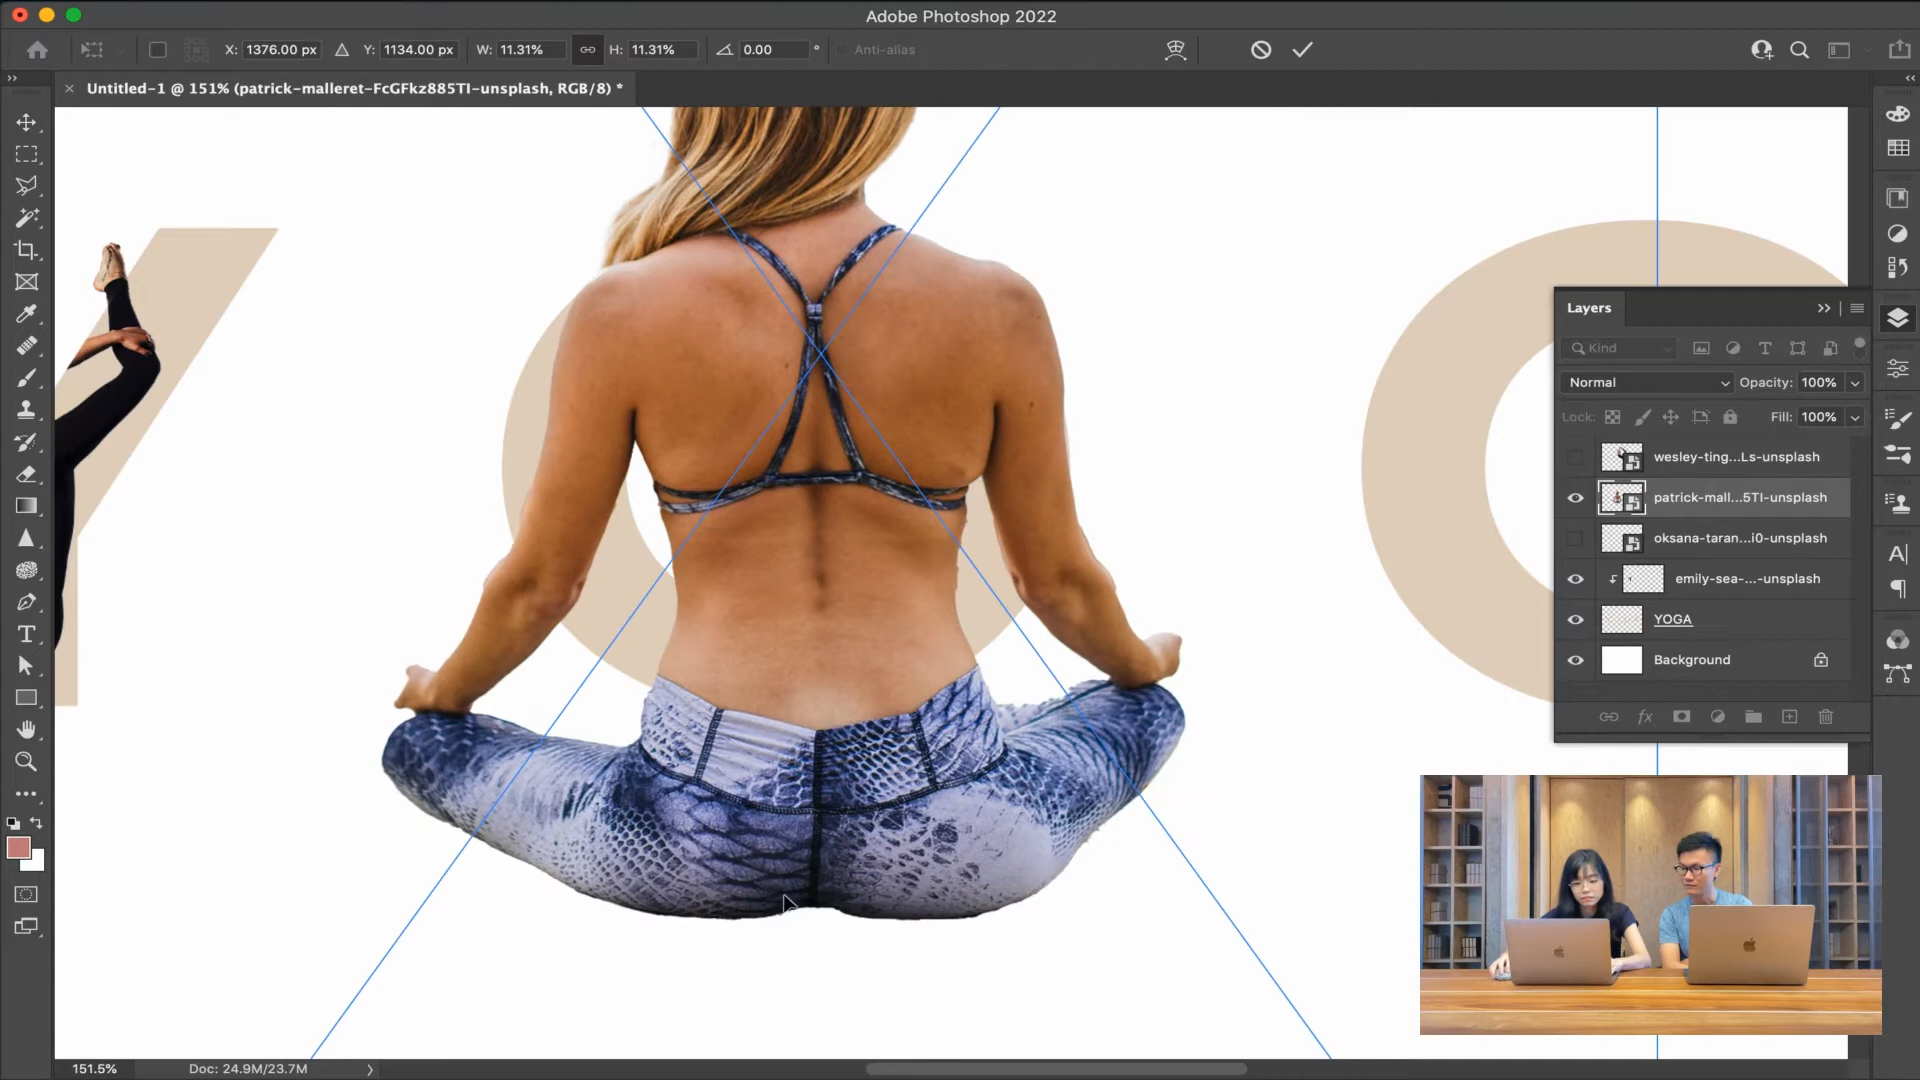 Adobe Photoshop 2022
X: 1376.00 px Y: 1134.00 px W: 11.31% H: 11.31% 0.00 ° Anti-alias
Untitled-1 @ 151% (patrick-malleret-FcGFkz885TI-unsplash, RGB/8) *
Y O G
Layers
Kind
Normal Opacity: 100%
Lock: Fill: 100%
wesley-ting...Ls-unsplash
patrick-mall...5TI-unsplash
oksana-taran...i0-unsplash
emily-sea-...-unsplash
YOGA
Background
fx
151.5% Doc: 24.9M/23.7M